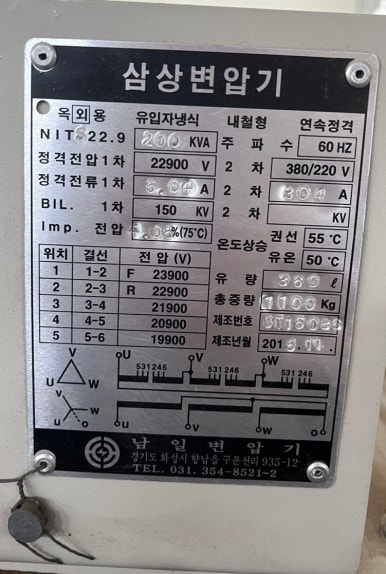 삼상변압기
옥외용 유입자냉식 내철형 연속정격
NITS22.9 200 KVA 주파수 60 HZ
정격전압1차 22900 V 2차 380/220 V
정격전류1차 5.04 A 2차 304 A
BIL. 1차 150 KV 2차 KV
Imp. 전압 %(75℃) 온도상승 권선 55 ℃
유온 50 ℃
위치 결선 전압 (V) 유량 360 ℓ
1 1-2 F 23900
2 2-3 R 22900 총중량 1100 Kg
3 3-4 21900
4 4-5 20900 제조번호
5 5-6 19900 제조년월 2015.11.
U V W
531246 531246 531246
U V W
u v w o
u v w o
남일변압기
경기도 화성시 향남읍 구문천리 935-12
TEL. 031. 354-8521~2